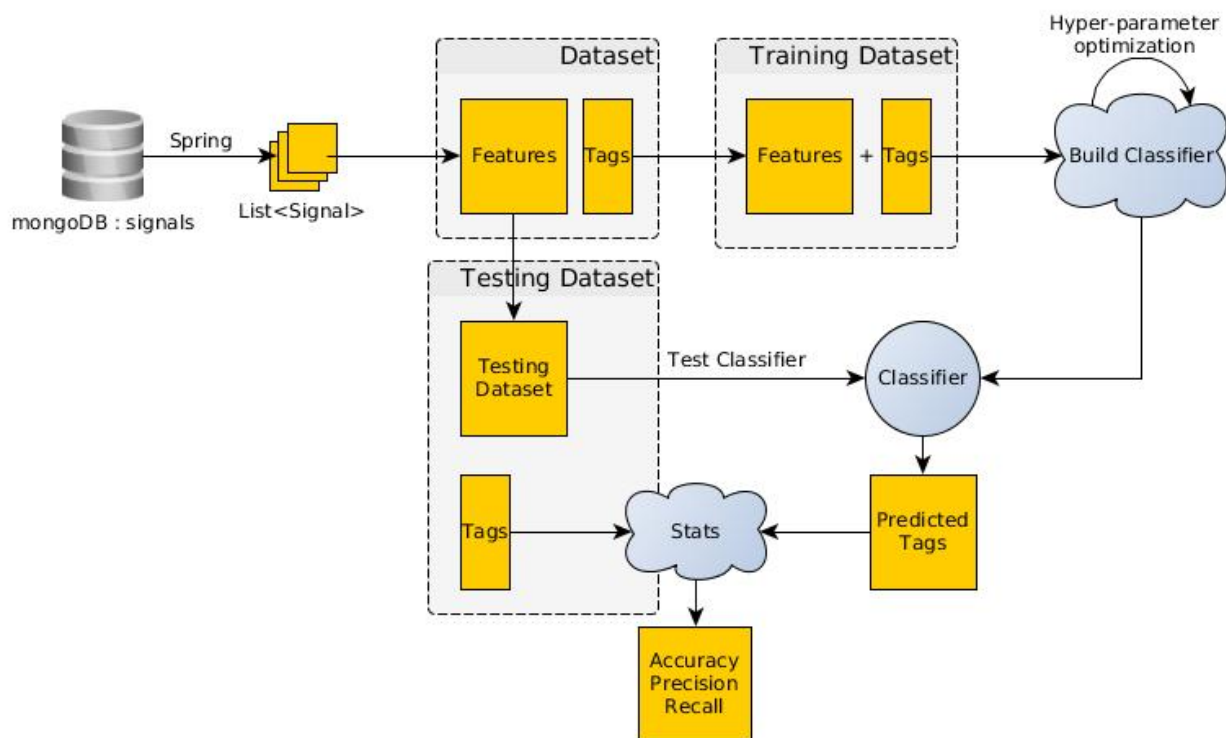 Hyper-parameter
optimization
Dataset
Training Dataset
Spring
Features
Tags
Features
+
Tags
Build Classifier
mongoDB : signals
List<Signal>
Testing Dataset
Testing
Dataset
Test Classifier
Classifier
Tags
Stats
Predicted
Tags
Accuracy
Precision
Recall